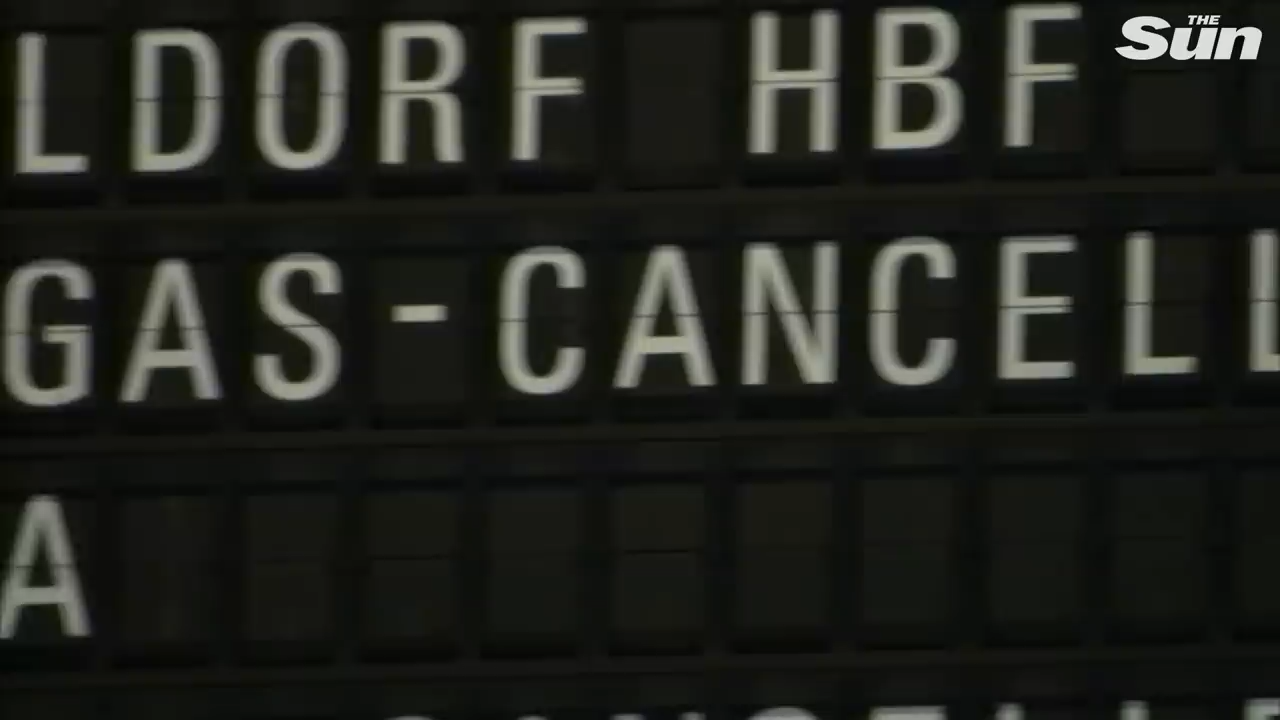 THE
Sun
LDORF HBF
GAS-CANCELL
A